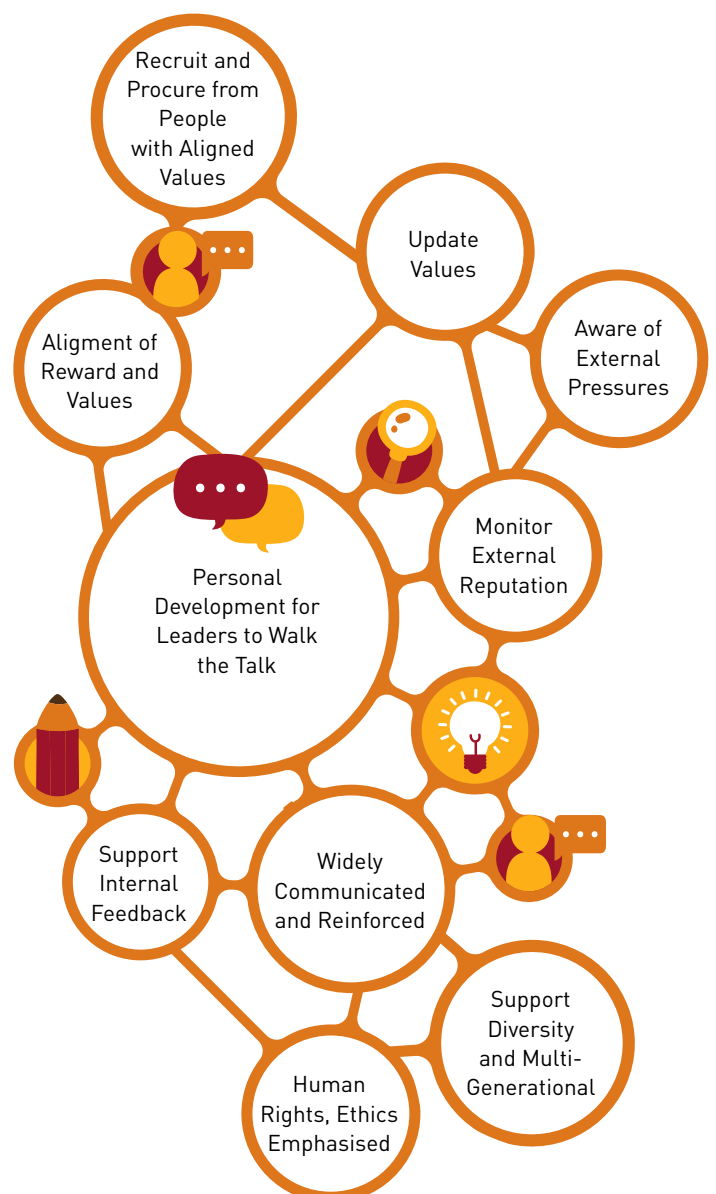 Recruit and
Procure from
People
with Aligned
Values
Update
Values
Aware of
External
Pressures
Aligment of
Reward and
Values
Monitor
External
Reputation
Personal
Development for
Leaders to Walk
the Talk
Support
Internal
Feedback
Widely
Communicated
and Reinforced
Support
Diversity
and Multi-
Generational
Human
Rights, Ethics
Emphasised